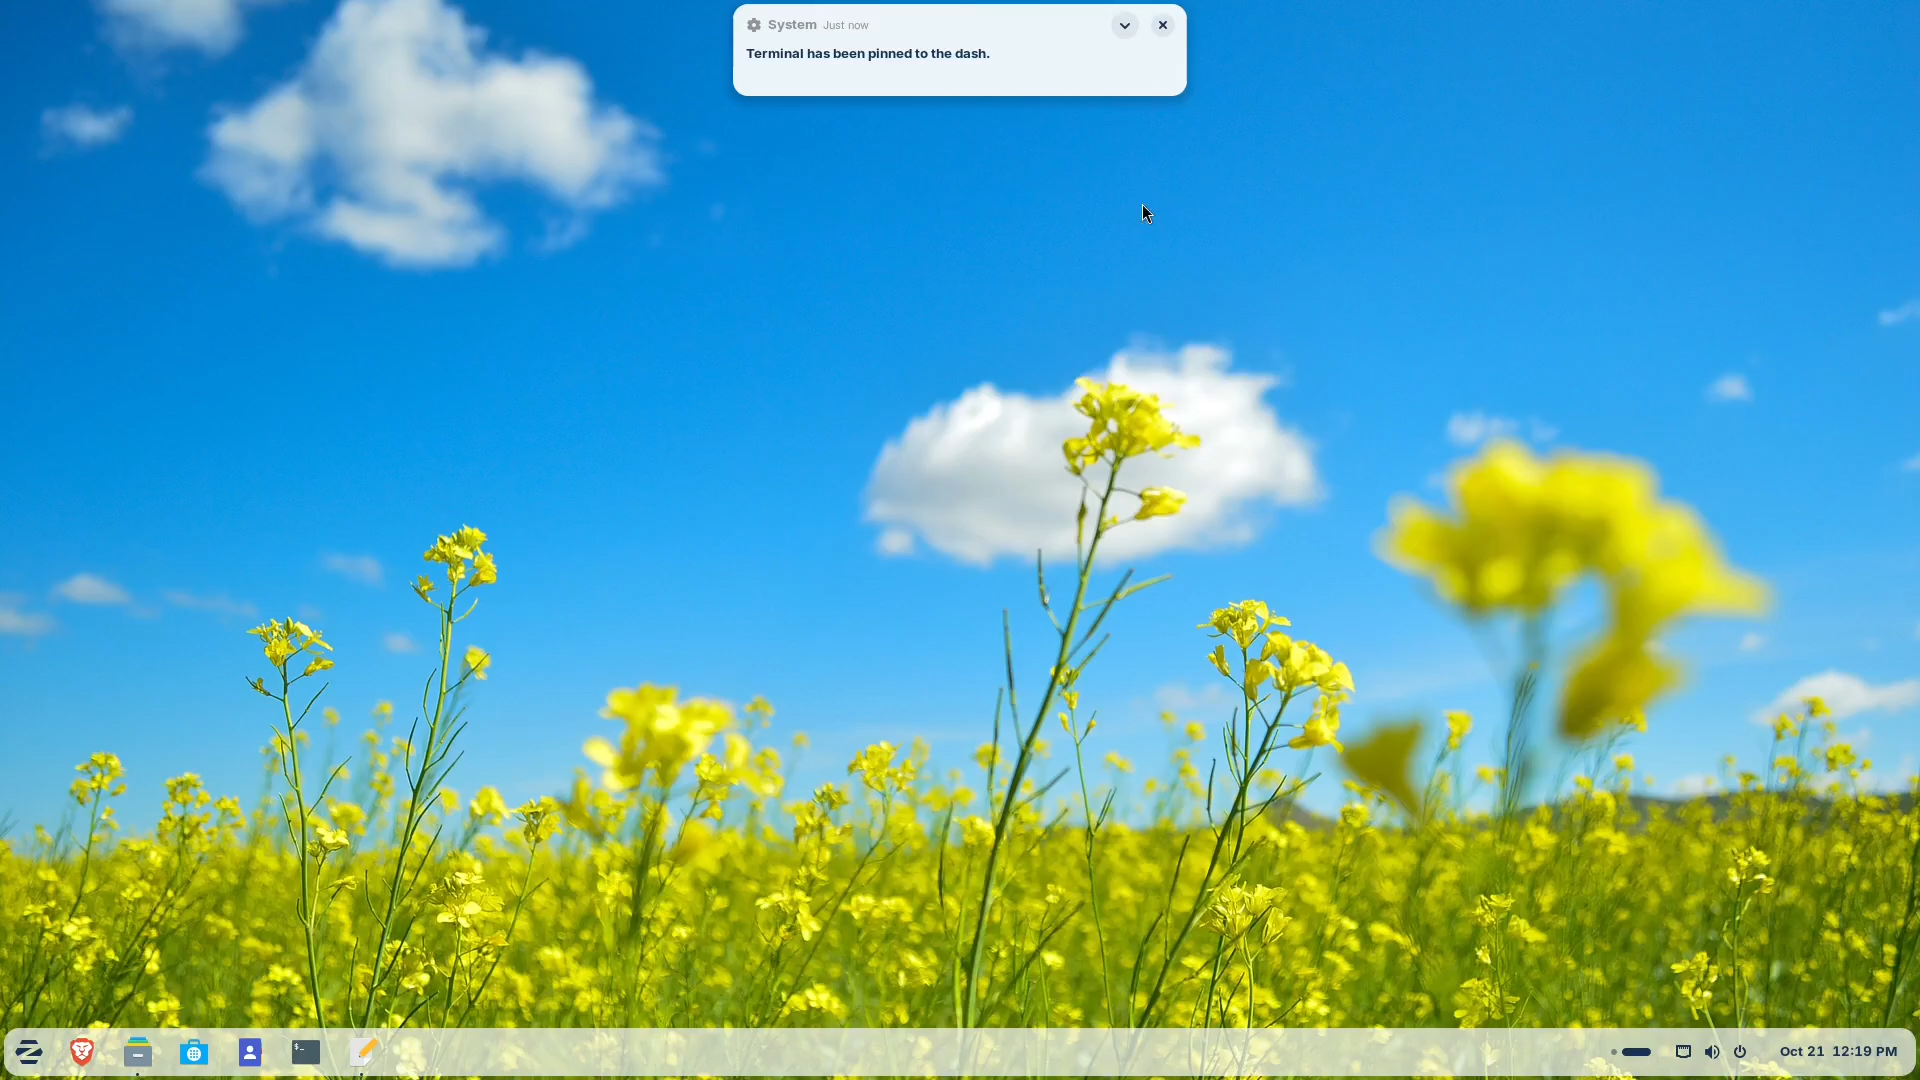 System Just now
Terminal has been pinned to the dash.
$_
Oct 21 12:19 PM